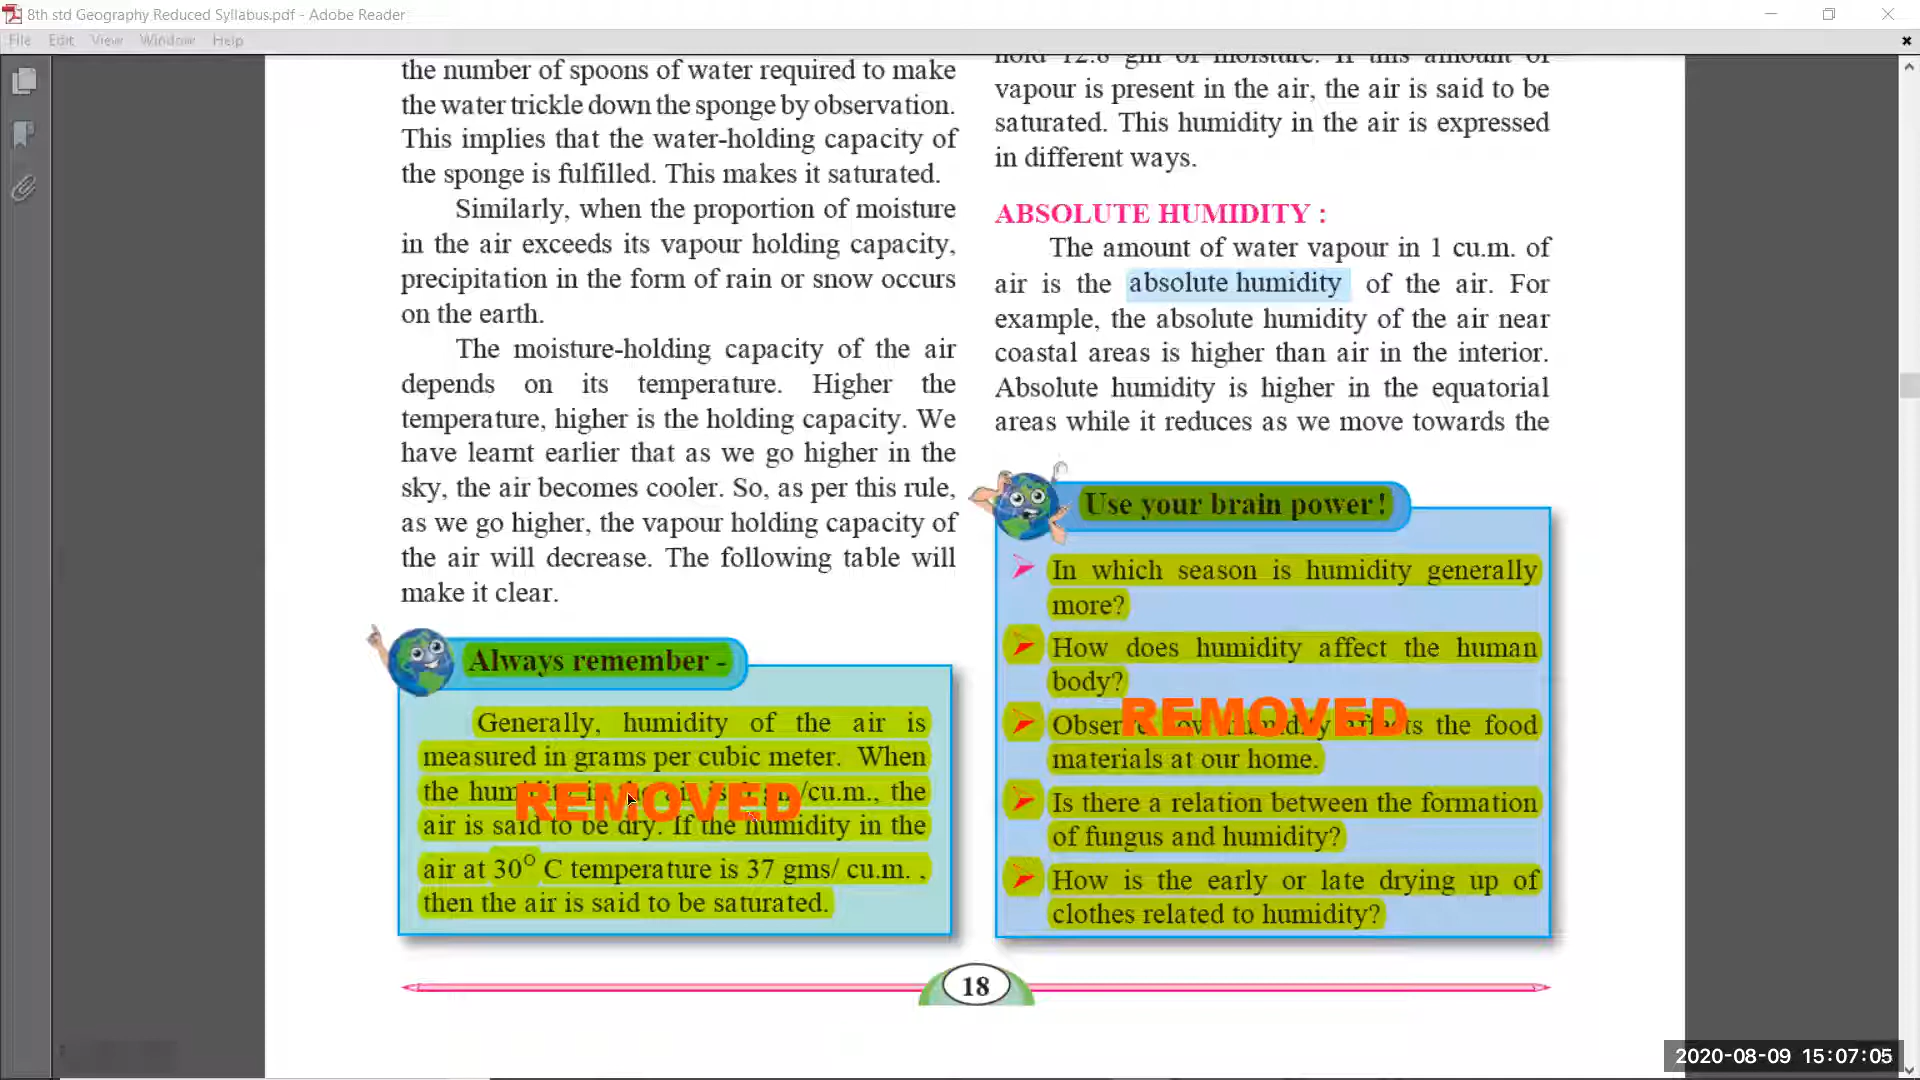 8th std Geography Reduced Syllabus.pdf - Adobe Reader
File Edit View Window Help
the number of spoons of water required to make
the water trickle down the sponge by observation.
This implies that the water-holding capacity of
the sponge is fulfilled. This makes it saturated.
Similarly, when the proportion of moisture
in the air exceeds its vapour holding capacity,
precipitation in the form of rain or snow occurs
on the earth.
The moisture-holding capacity of the air
depends on its temperature. Higher the
temperature, higher is the holding capacity. We
have learnt earlier that as we go higher in the
sky, the air becomes cooler. So, as per this rule,
as we go higher, the vapour holding capacity of
the air will decrease. The following table will
make it clear.
Always remember -
Generally, humidity of the air is
measured in grams per cubic meter. When
the humidity in the air is gm/cu.m., the
REMOVED
air is said to be dry. If the humidity in the
air at 30° C temperature is 37 gms/ cu.m. ,
then the air is said to be saturated.
hold 12.8 gm of moisture. If this amount of
vapour is present in the air, the air is said to be
saturated. This humidity in the air is expressed
in different ways.
ABSOLUTE HUMIDITY :
The amount of water vapour in 1 cu.m. of
air is the absolute humidity of the air. For
example, the absolute humidity of the air near
coastal areas is higher than air in the interior.
Absolute humidity is higher in the equatorial
areas while it reduces as we move towards the
Use your brain power!
In which season is humidity generally
more?
How does humidity affect the human
body?
REMOVED
Observe how humidity affects the food
materials at our home.
Is there a relation between the formation
of fungus and humidity?
How is the early or late drying up of
clothes related to humidity?
18
2020-08-09 15:07:05